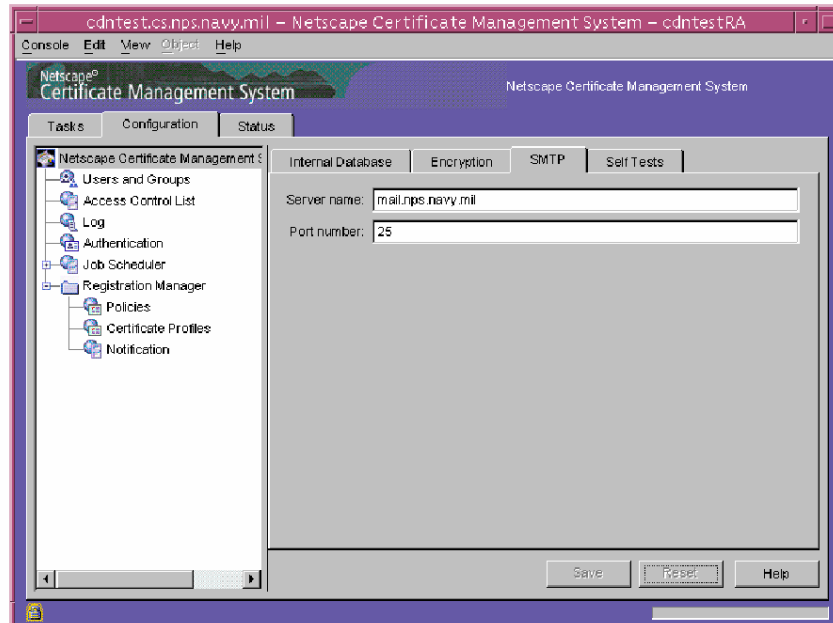 cdntest.cs.nps.navy.mil – Netscape Certificate Management System – cdntestRA
Console Edit View Object Help
Netscape®
Certificate Management System
Netscape Certificate Management System
Tasks Configuration Status
Netscape Certificate Management S
Users and Groups
Access Control List
Log
Authentication
Job Scheduler
Registration Manager
Policies
Certificate Profiles
Notification
Internal Database Encryption SMTP Self Tests
Server name: mail.nps.navy.mil
Port number: 25
Save Reset Help